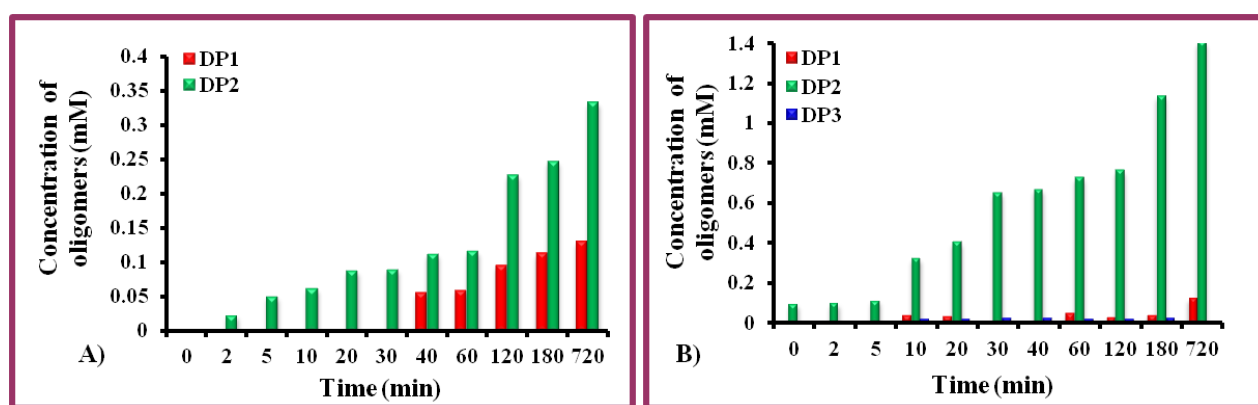 DP1
DP2
Concentration of
oligomers (mM)
0.4
0.35
0.3
0.25
0.2
0.15
0.1
0.05
0
0 2 5 10 20 30 40 60 120 180 720
Time (min)
A)
DP1
DP2
DP3
Concentration of
oligomers (mM)
1.4
1.2
1
0.8
0.6
0.4
0.2
0
0 2 5 10 20 30 40 60 120 180 720
Time (min)
B)